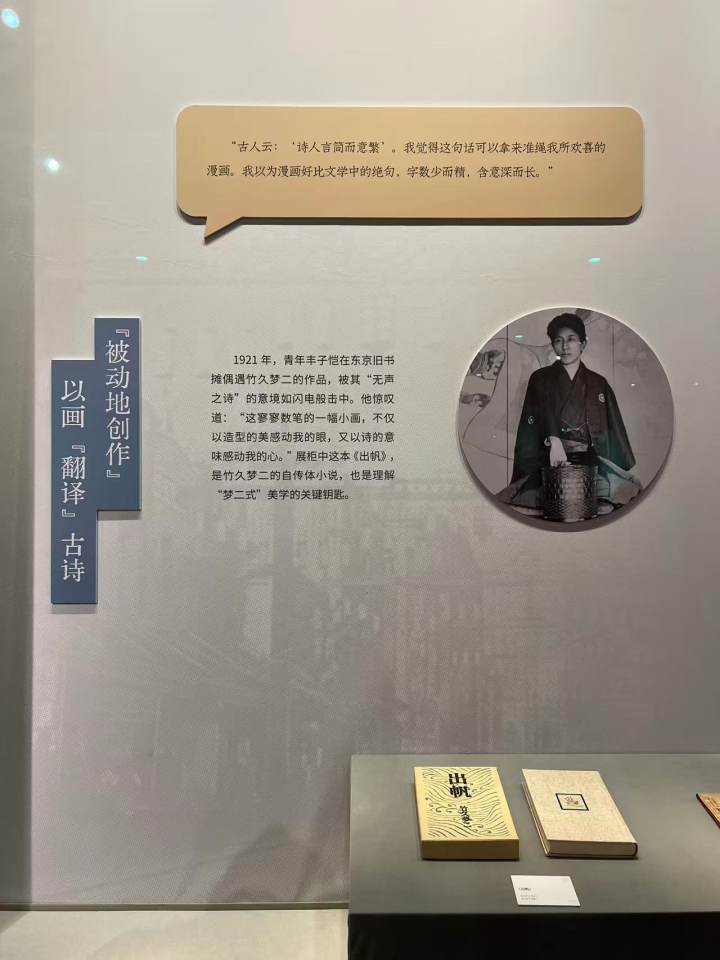 “古人云：‘诗人言简而意繁’。我觉得这句话可以拿来准绳我所欢喜的
漫画。我以为漫画好比文学中的绝句，字数少而精，含意深而长。”
『被动地创作』
以画『翻译』古诗
1921 年，青年丰子恺在东京旧书
摊偶遇竹久梦二的作品，被其“无声
之诗”的意境如闪电般击中。他惊叹
道：“这寥寥数笔的一幅小画，不仅
以造型的美感动我的眼，又以诗的意
味感动我的心。”展柜中这本《出帆》，
是竹久梦二的自传体小说，也是理解
“梦二式”美学的关键钥匙。
出帆